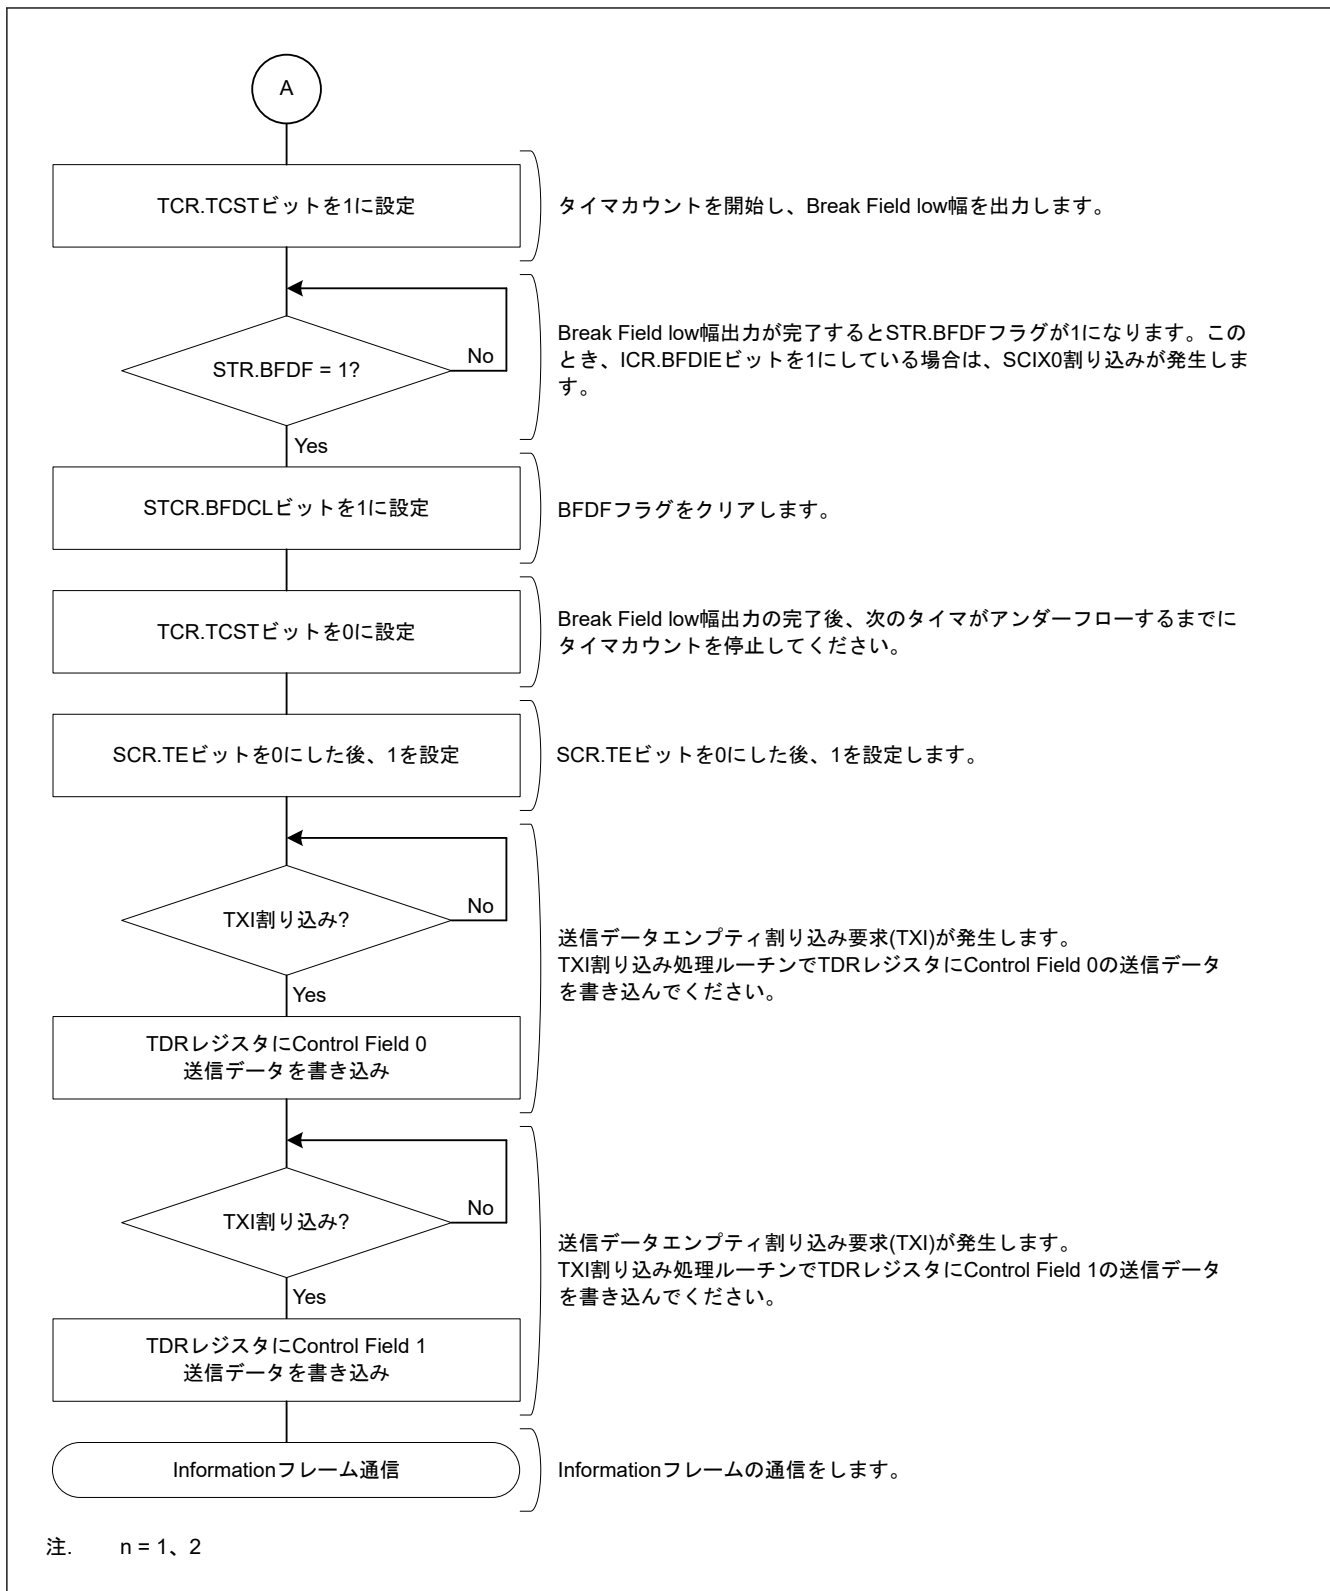 A
TCR.TCSTビットを1に設定
タイマカウントを開始し、Break Field low幅を出力します。
STR.BFDF = 1?
No
Yes
Break Field low幅出力が完了するとSTR.BFDFフラグが1になります。この
とき、ICR.BFDIEビットを1にしている場合は、SCIX0割り込みが発生しま
す。
STCR.BFDCLビットを1に設定
BFDFフラグをクリアします。
TCR.TCSTビットを0に設定
Break Field low幅出力の完了後、次のタイマがアンダーフローするまでに
タイマカウントを停止してください。
SCR.TEビットを0にした後、1を設定
SCR.TEビットを0にした後、1を設定します。
TXI割り込み?
No
Yes
送信データエンプティ割り込み要求(TXI)が発生します。
TXI割り込み処理ルーチンでTDRレジスタにControl Field 0の送信データ
を書き込んでください。
TDRレジスタにControl Field 0
送信データを書き込み
TXI割り込み?
No
Yes
送信データエンプティ割り込み要求(TXI)が発生します。
TXI割り込み処理ルーチンでTDRレジスタにControl Field 1の送信データ
を書き込んでください。
TDRレジスタにControl Field 1
送信データを書き込み
Informationフレーム通信
Informationフレームの通信をします。
注. n = 1、2